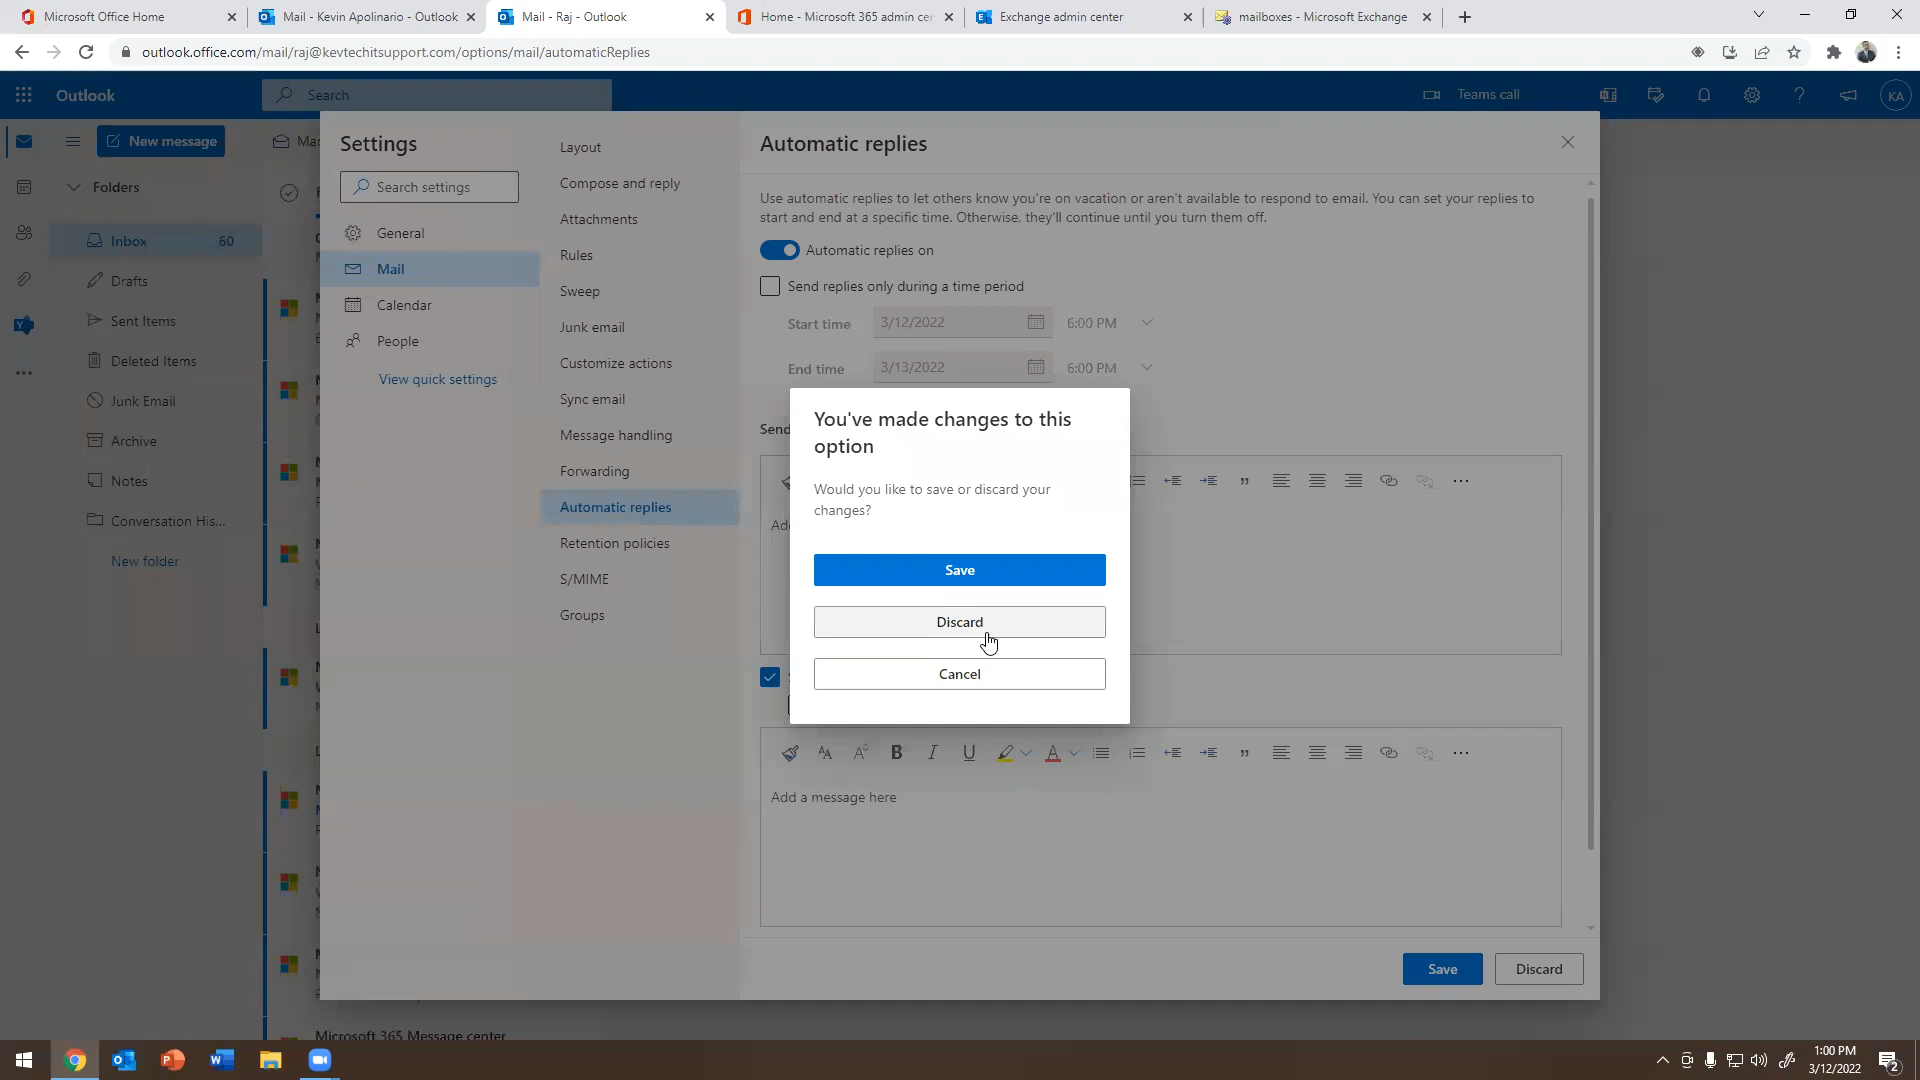 Microsoft Office Home
Mail - Kevin Apolinario - Outlook
Mail - Raj - Outlook
Home - Microsoft 365 admin cen
Exchange admin center
mailboxes - Microsoft Exchange
outlook.office.com/mail/raj@kevtechitsupport.com/options/mail/automaticReplies
Outlook
Search
Teams call
KA
New message
Mar
Folders
Inbox 60
Drafts
Sent Items
Deleted Items
Junk Email
Archive
Notes
Conversation His...
New folder
Microsoft 365 Message center
Settings
Search settings
General
Mail
Calendar
People
View quick settings
Layout
Compose and reply
Attachments
Rules
Sweep
Junk email
Customize actions
Sync email
Message handling
Forwarding
Automatic replies
Retention policies
S/MIME
Groups
Automatic replies
Use automatic replies to let others know you're on vacation or aren't available to respond to email. You can set your replies to
start and end at a specific time. Otherwise, they'll continue until you turn them off.
Automatic replies on
Send replies only during a time period
Start time 3/12/2022 6:00 PM
End time 3/13/2022 6:00 PM
Send
You've made changes to this
option
Would you like to save or discard your
changes?
Save
Discard
Cancel
Add a message here
Save
Discard
1:00 PM
3/12/2022
2